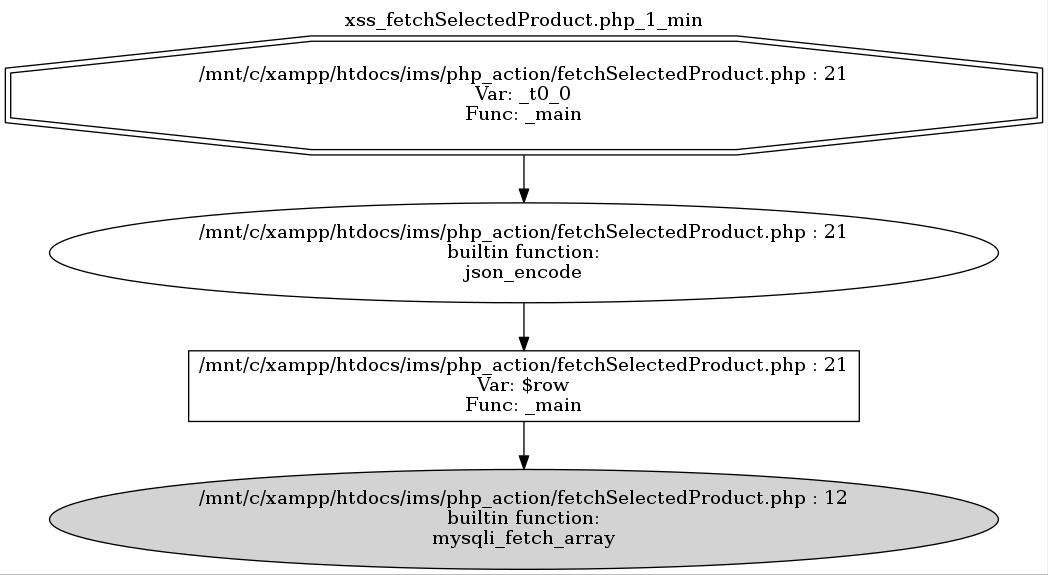 xss_fetchSelectedProduct.php_1_min
/mnt/c/xampp/htdocs/ims/php_action/fetchSelectedProduct.php : 21
Var: _t0_0
Func: _main
/mnt/c/xampp/htdocs/ims/php_action/fetchSelectedProduct.php : 21
builtin function:
json_encode
/mnt/c/xampp/htdocs/ims/php_action/fetchSelectedProduct.php : 21
Var: $row
Func: _main
/mnt/c/xampp/htdocs/ims/php_action/fetchSelectedProduct.php : 12
builtin function:
mysqli_fetch_array